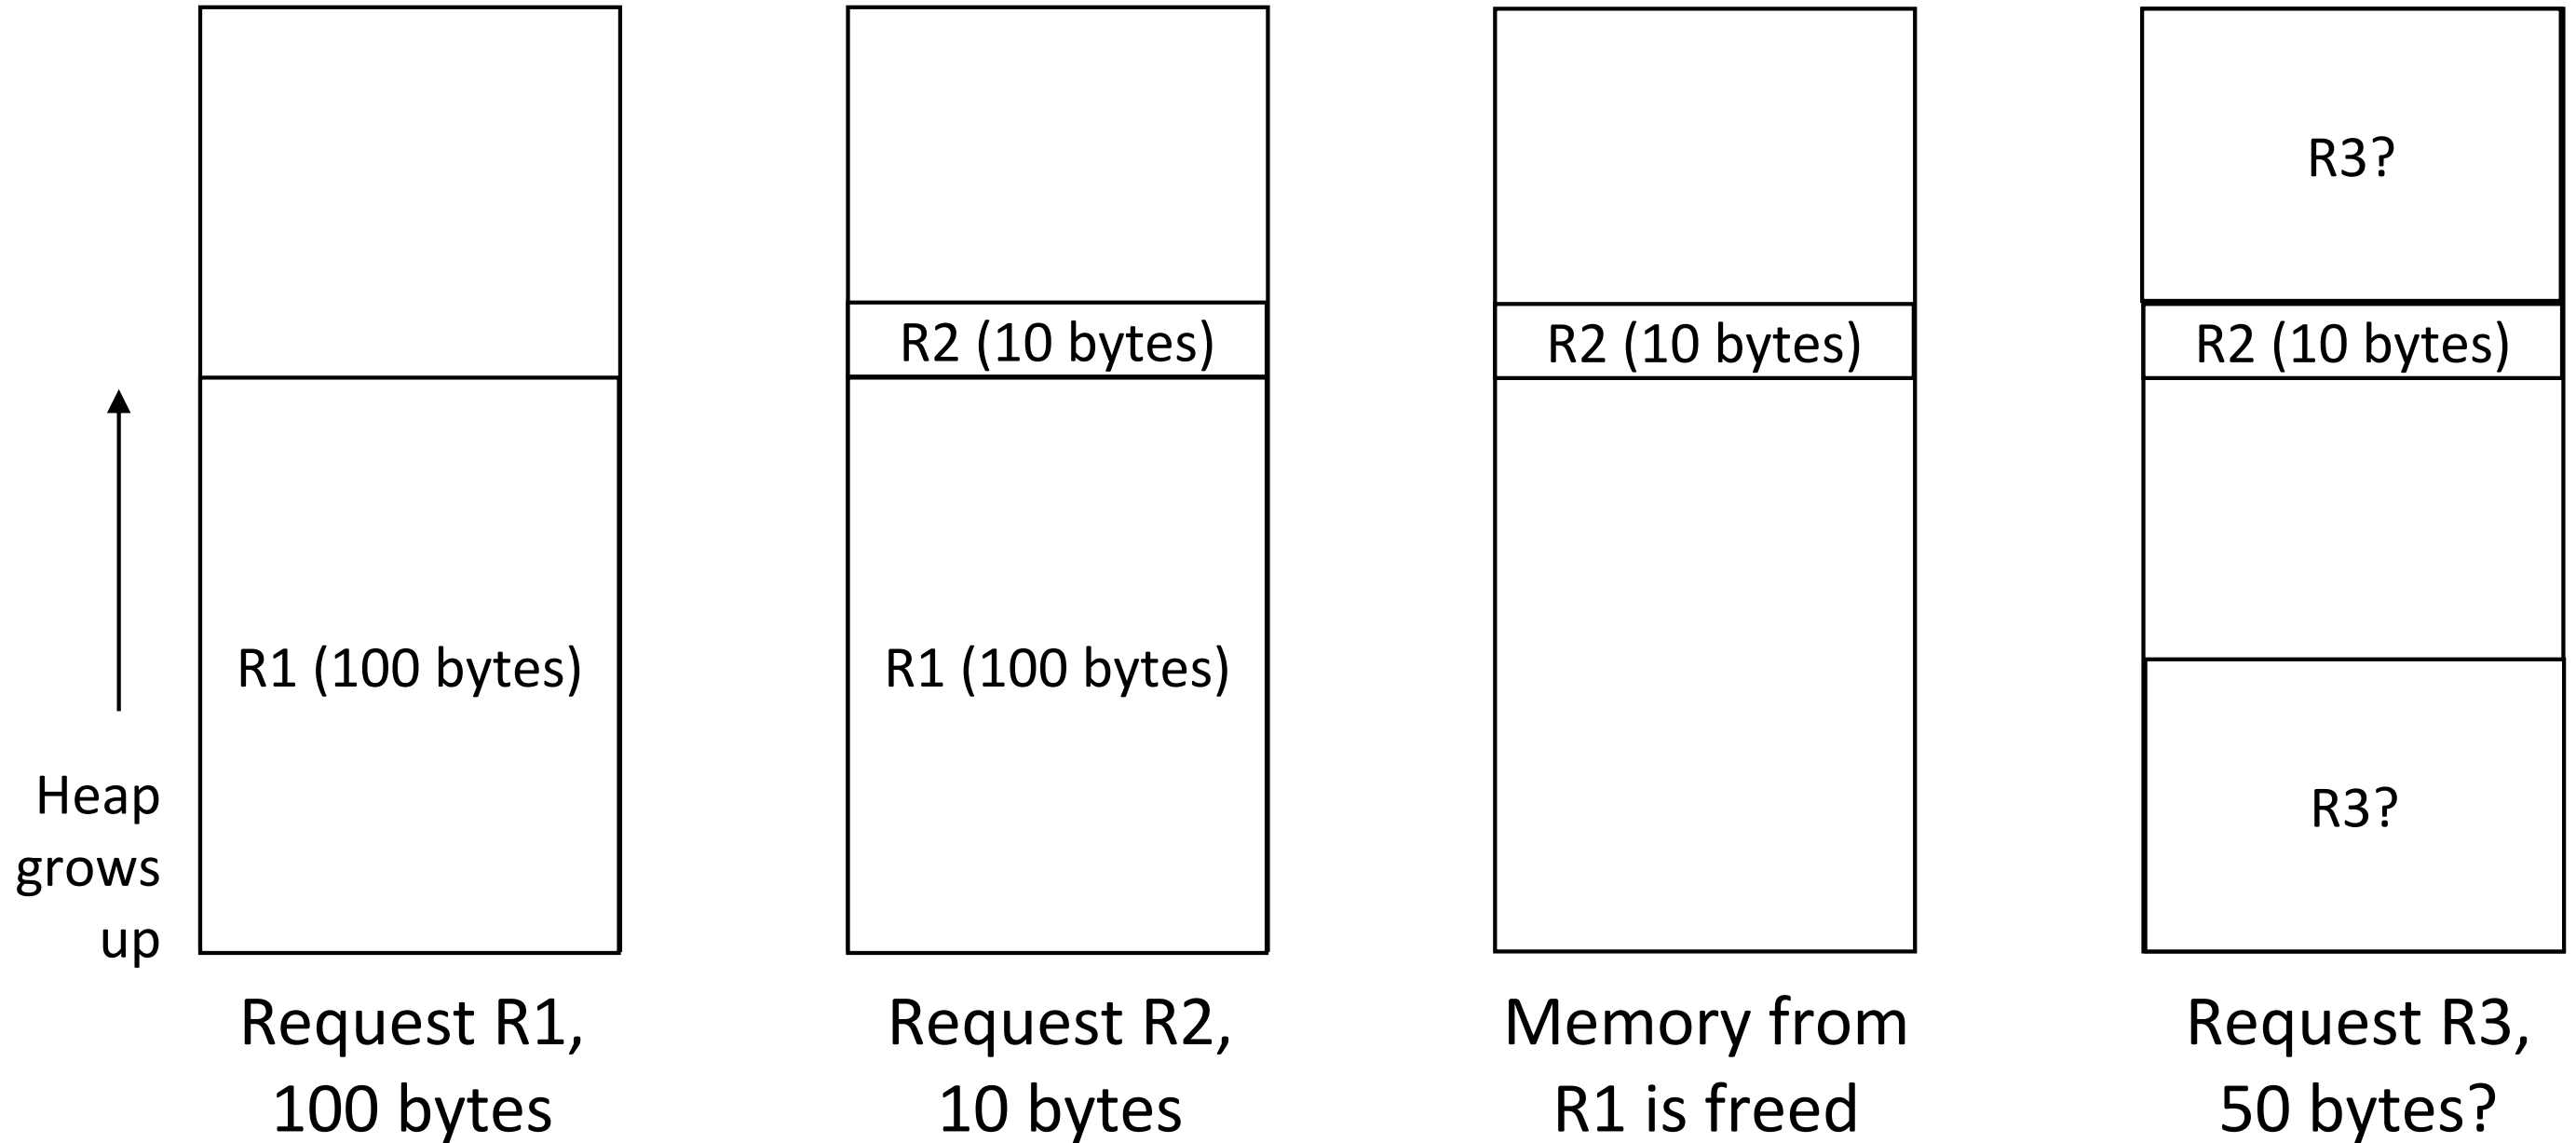 Heap
grows
up
R1 (100 bytes)
Request R1,
100 bytes
R2 (10 bytes)
R1 (100 bytes)
Request R2,
10 bytes
R2 (10 bytes)
Memory from
R1 is freed
R3?
R2 (10 bytes)
R3?
Request R3,
50 bytes?